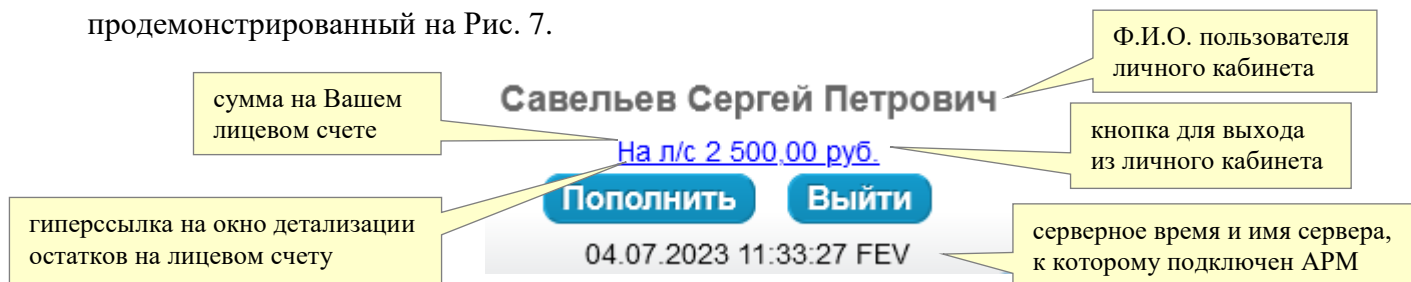 продемонстрированный на Рис. 7.
Ф.И.О. пользователя
личного кабинета
сумма на Вашем
лицевом счете
Савельев Сергей Петрович
На л/с 2 500,00 руб.
кнопка для выхода
из личного кабинета
Пополнить Выйти
гиперссылка на окно детализации
остатков на лицевом счету
04.07.2023 11:33:27 FEV
серверное время и имя сервера,
к которому подключен АРМ